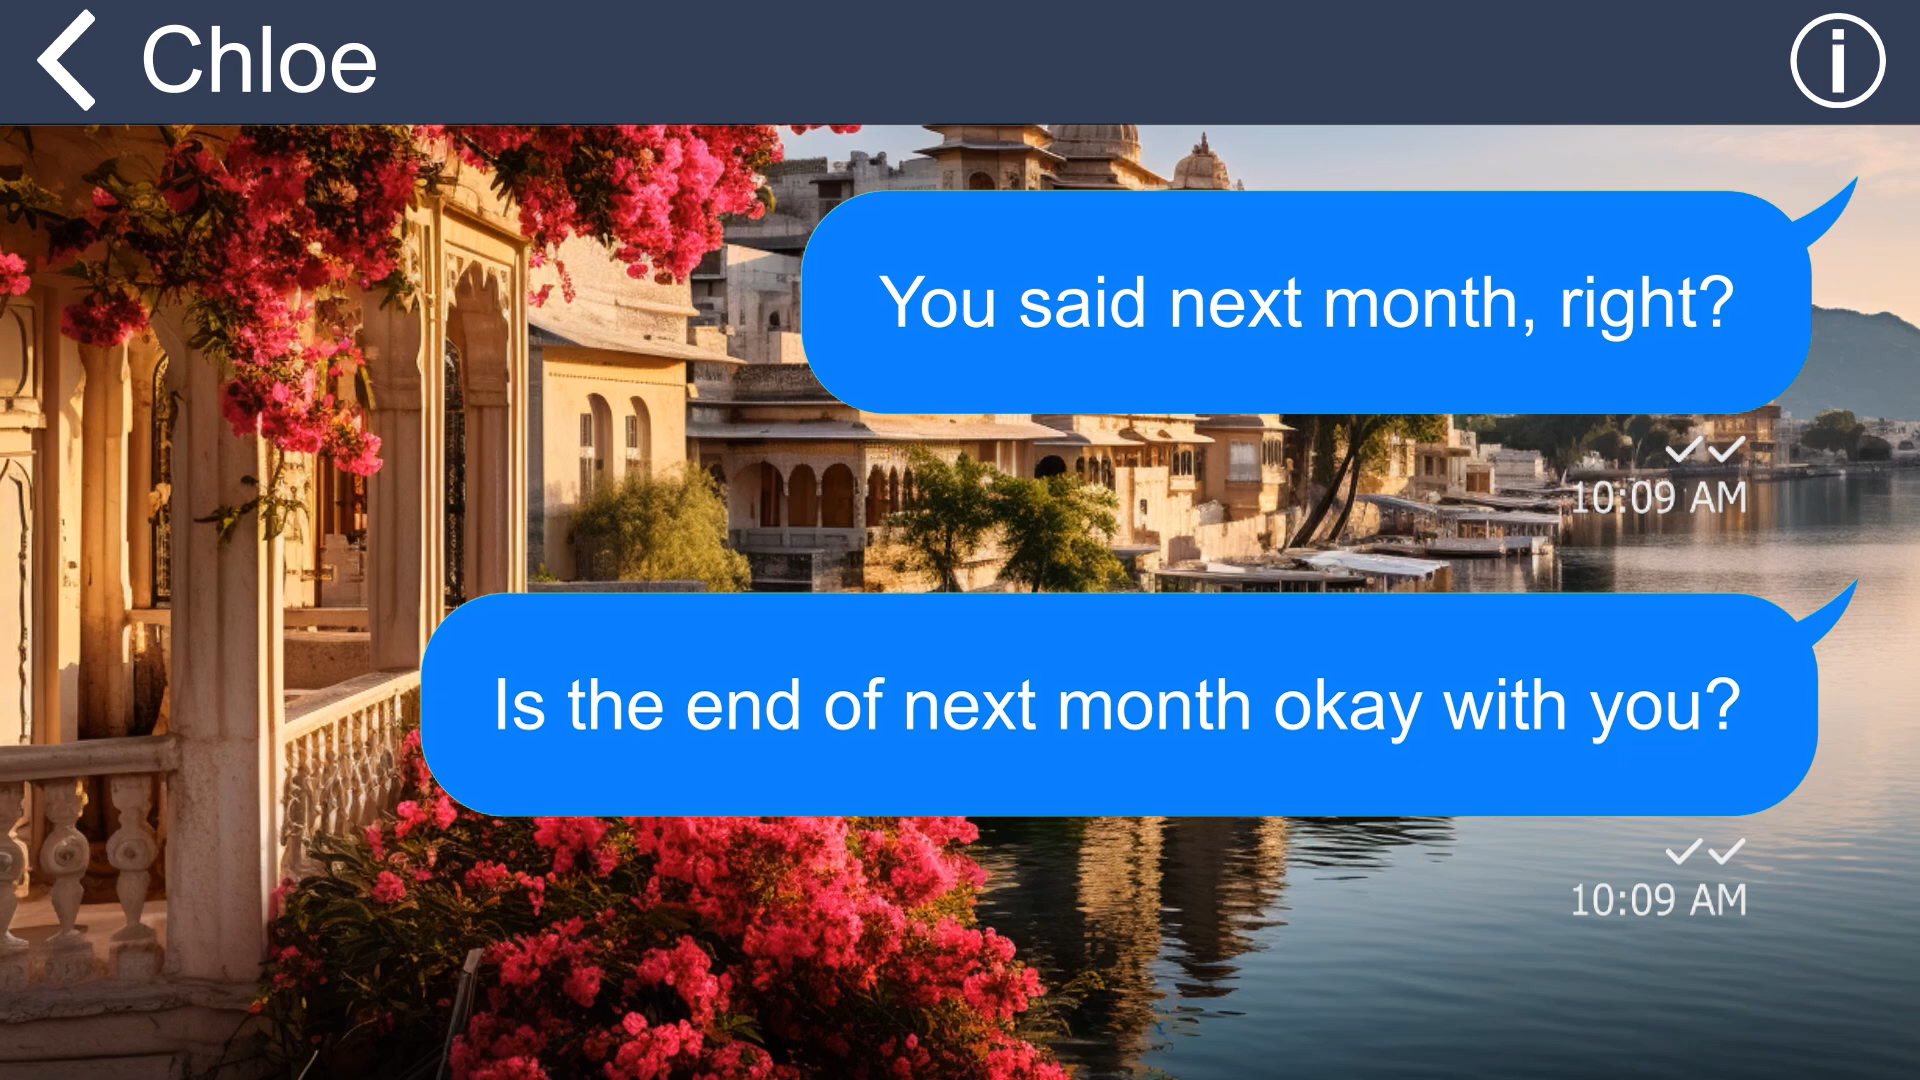 Chloe
You said next month, right?
10:09 AM
Is the end of next month okay with you?
10:09 AM